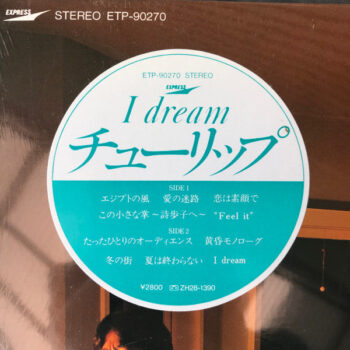 EXPRESS STEREO ETP-90270
ETP-90270 STEREO
EXPRESS
I dream
チューリップ
SIDE 1
エジプトの風 愛の迷路 恋は素顔で
この小さな掌～詩歩子へ～ "Feel it"
SIDE 2
たったひとりのオーディエンス 黄昏モノローグ
冬の街 夏は終わらない I dream
¥2800 ZH28-1390